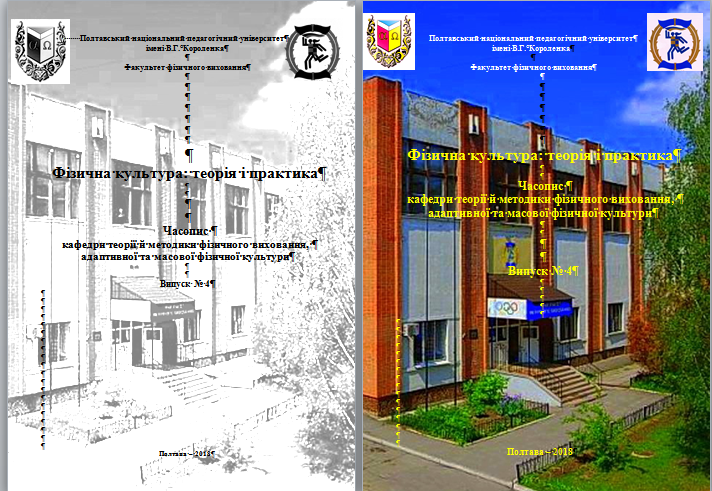 Полтавський національний педагогічний університет¶
імені В.Г. Короленка¶
Факультет фізичного виховання¶
Фізична культура: теорія і практика¶
Часопис ¶
кафедри теорії й методики фізичного виховання, ¶
адаптивної та масової фізичної культури¶
Випуск № 4¶
Полтава – 2018¶
Полтавський національний педагогічний університет¶
імені В.Г. Короленка¶
Факультет фізичного виховання¶
Фізична культура: теорія і практика¶
Часопис ¶
кафедри теорії й методики фізичного виховання, ¶
адаптивної та масової фізичної культури¶
Випуск № 4¶
Полтава – 2018¶